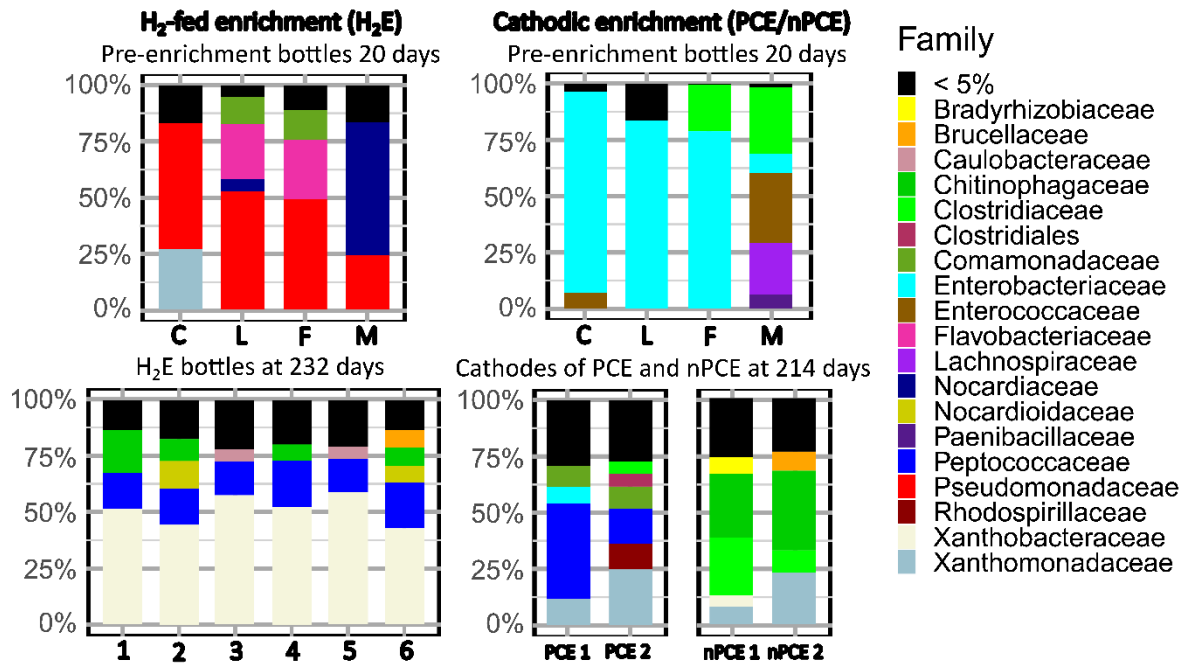 H₂-fed enrichment (H₂E)
Pre-enrichment bottles 20 days
100%
75%
50%
25%
0%
C L F M
Cathodic enrichment (PCE/nPCE)
Pre-enrichment bottles 20 days
100%
75%
50%
25%
0%
C L F M
H₂E bottles at 232 days
100%
75%
50%
25%
0%
1 2 3 4 5 6
Cathodes of PCE and nPCE at 214 days
100%
75%
50%
25%
0%
PCE 1 PCE 2 nPCE 1 nPCE 2
Family
< 5%
Bradyrhizobiaceae
Brucellaceae
Caulobacteraceae
Chitinophagaceae
Clostridiaceae
Clostridiales
Comamonadaceae
Enterobacteriaceae
Enterococcaceae
Flavobacteriaceae
Lachnospiraceae
Nocardiaceae
Nocardioidaceae
Paenibacillaceae
Peptococcaceae
Pseudomonadaceae
Rhodospirillaceae
Xanthobacteraceae
Xanthomonadaceae